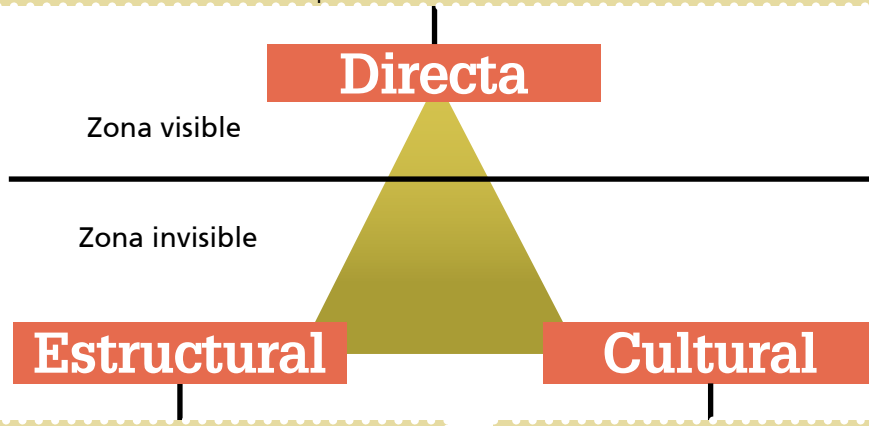 Directa
Zona visible
Zona invisible
Estructural
Cultural